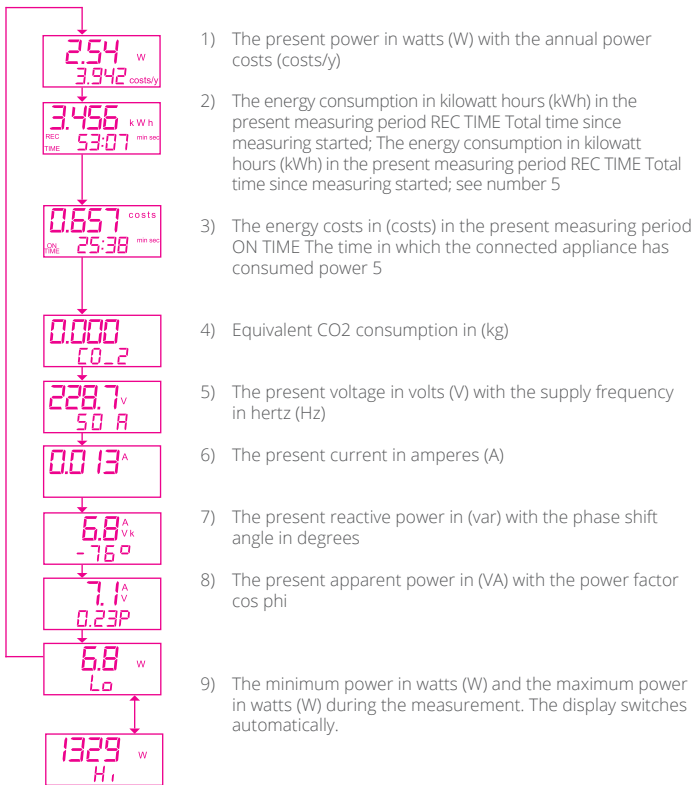 2.54 W
3.942 costs/y
1) The present power in watts (W) with the annual power
costs (costs/y)
3.456 kWh
REC TIME 53:07 min sec
2) The energy consumption in kilowatt hours (kWh) in the
present measuring period REC TIME Total time since
measuring started; The energy consumption in kilowatt
hours (kWh) in the present measuring period REC TIME Total
time since measuring started; see number 5
0.657 costs
ON TIME 25:38 min sec
3) The energy costs in (costs) in the present measuring period
ON TIME The time in which the connected appliance has
consumed power 5
0.000
CO_2
4) Equivalent CO2 consumption in (kg)
228.7 V
50 A
5) The present voltage in volts (V) with the supply frequency
in hertz (Hz)
0.013 A
6) The present current in amperes (A)
6.8 A Vk
-76°
7) The present reactive power in (var) with the phase shift
angle in degrees
7.1 A V
0.23P
8) The present apparent power in (VA) with the power factor
cos phi
6.8 W
Lo
9) The minimum power in watts (W) and the maximum power
in watts (W) during the measurement. The display switches
automatically.
1329 W
Hi